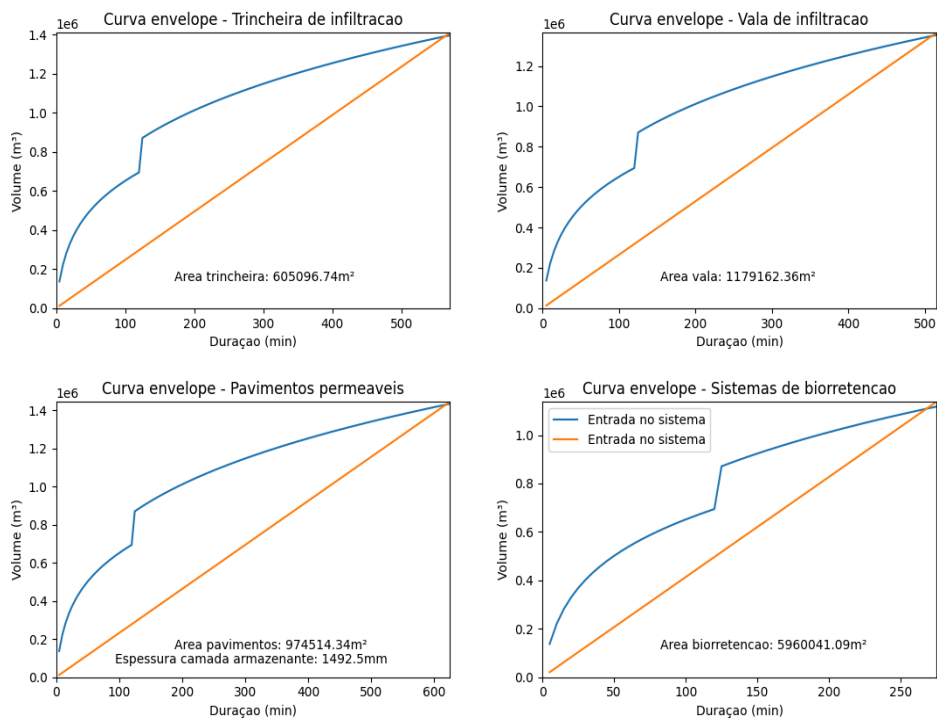 Curva envelope - Trincheira de infiltracao
1e6
Volume (m³)
1.4
1.2
1.0
0.8
0.6
0.4
0.2
0.0
Area trincheira: 605096.74m²
0 100 200 300 400 500
Duraçao (min)
Curva envelope - Vala de infiltracao
1e6
Volume (m³)
1.2
1.0
0.8
0.6
0.4
0.2
0.0
Area vala: 1179162.36m²
0 100 200 300 400 500
Duraçao (min)
Curva envelope - Pavimentos permeaveis
1e6
Volume (m³)
1.4
1.2
1.0
0.8
0.6
0.4
0.2
0.0
Area pavimentos: 974514.34m²
Espessura camada armazenante: 1492.5mm
0 100 200 300 400 500 600
Duraçao (min)
Curva envelope - Sistemas de biorretencao
1e6
Entrada no sistema
Entrada no sistema
Volume (m³)
1.0
0.8
0.6
0.4
0.2
0.0
Area biorretencao: 5960041.09m²
0 50 100 150 200 250
Duraçao (min)